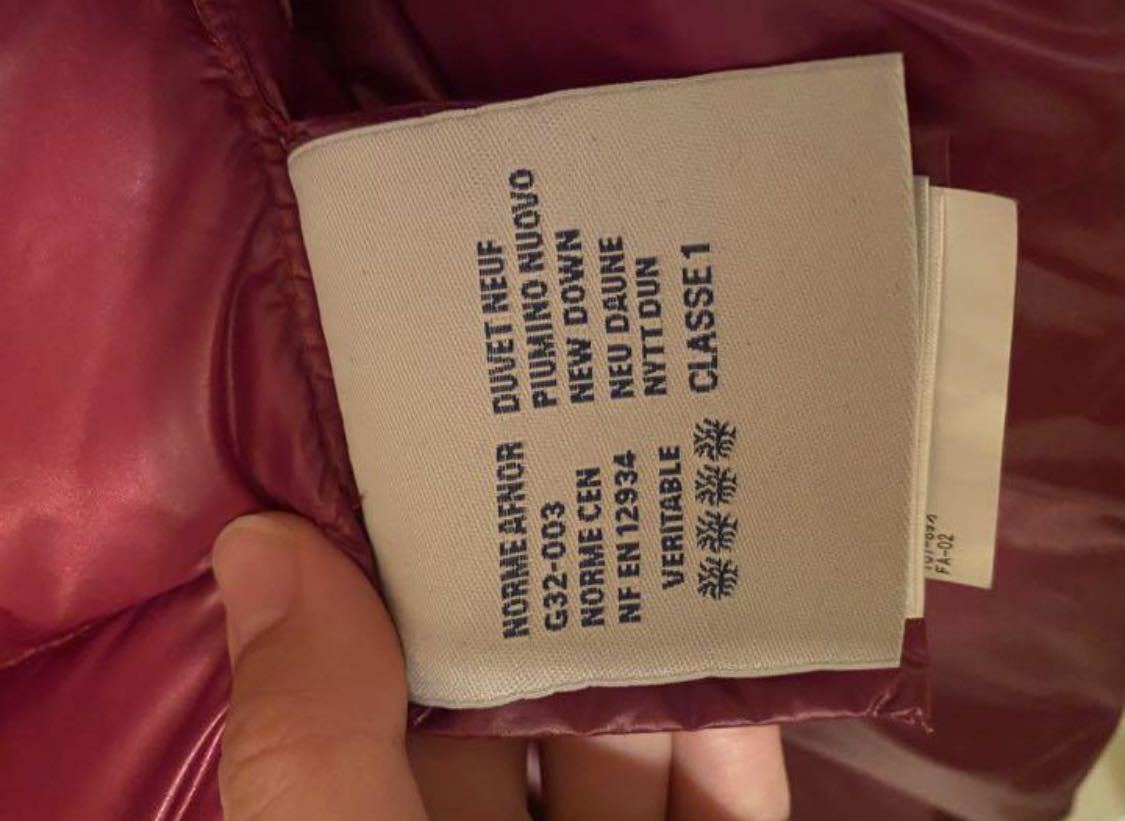 NORME AFNOR DUVET NEUF
G32-003 PIUMINO NUOVO
NORME CEN NEW DOWN
NF EN 12934 NEU DAUNE
NYTT DUN
VERITABLE
CLASSE 1
FA-02